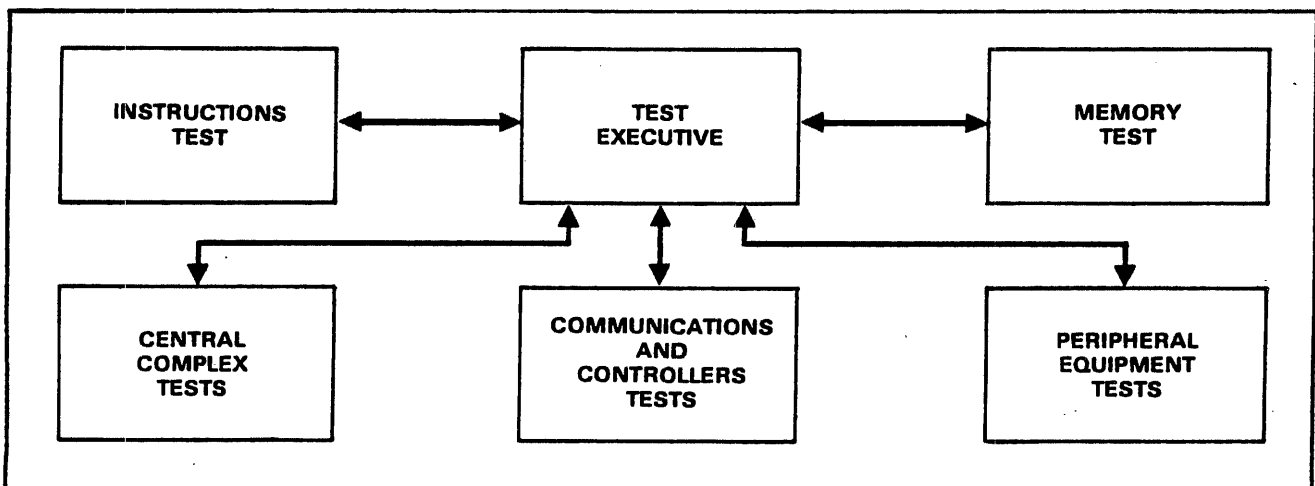 INSTRUCTIONS
TEST
TEST
EXECUTIVE
MEMORY
TEST
CENTRAL
COMPLEX
TESTS
COMMUNICATIONS
AND
CONTROLLERS
TESTS
PERIPHERAL
EQUIPMENT
TESTS